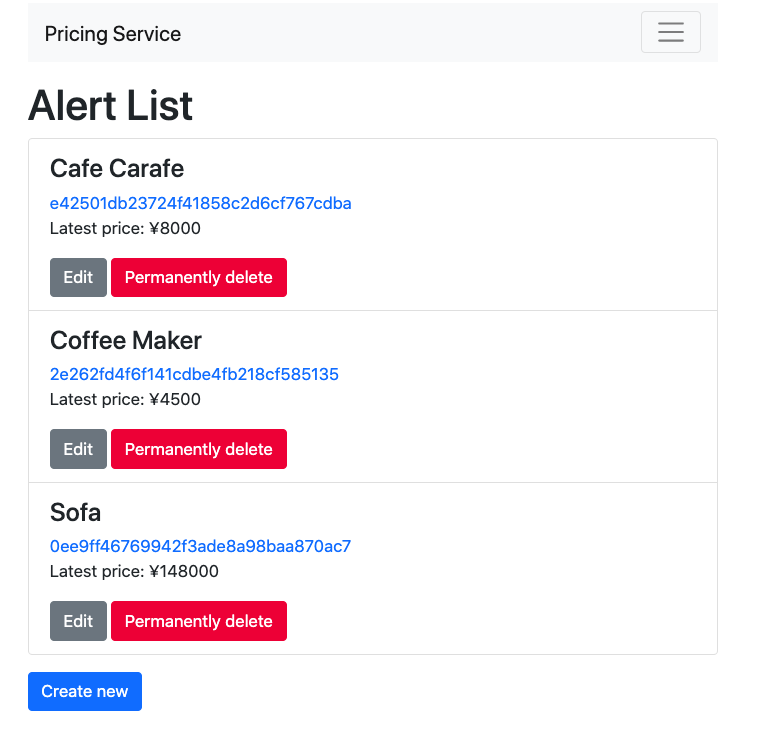 Pricing Service
Alert List
Cafe Carafe
e42501db23724f41858c2d6cf767cdba
Latest price: ¥8000
Edit Permanently delete
Coffee Maker
2e262fd4f6f141cdbe4fb218cf585135
Latest price: ¥4500
Edit Permanently delete
Sofa
0ee9ff46769942f3ade8a98baa870ac7
Latest price: ¥148000
Edit Permanently delete
Create new